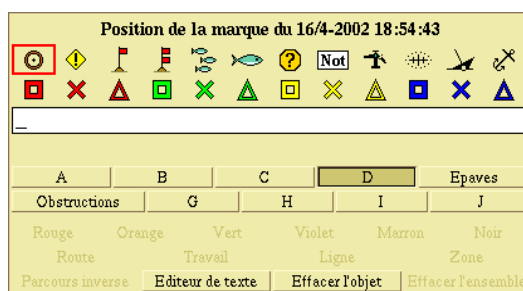 Position de la marque du 16/4-2002 18:54:43
! ? Not
_
A B C D Epaves
Obstructions G H I J
Rouge Orange Vert Violet Marron Noir
Route Travail Ligne Zone
Parcours inverse Editeur de texte Effacer l'objet Effacer l'ensemble